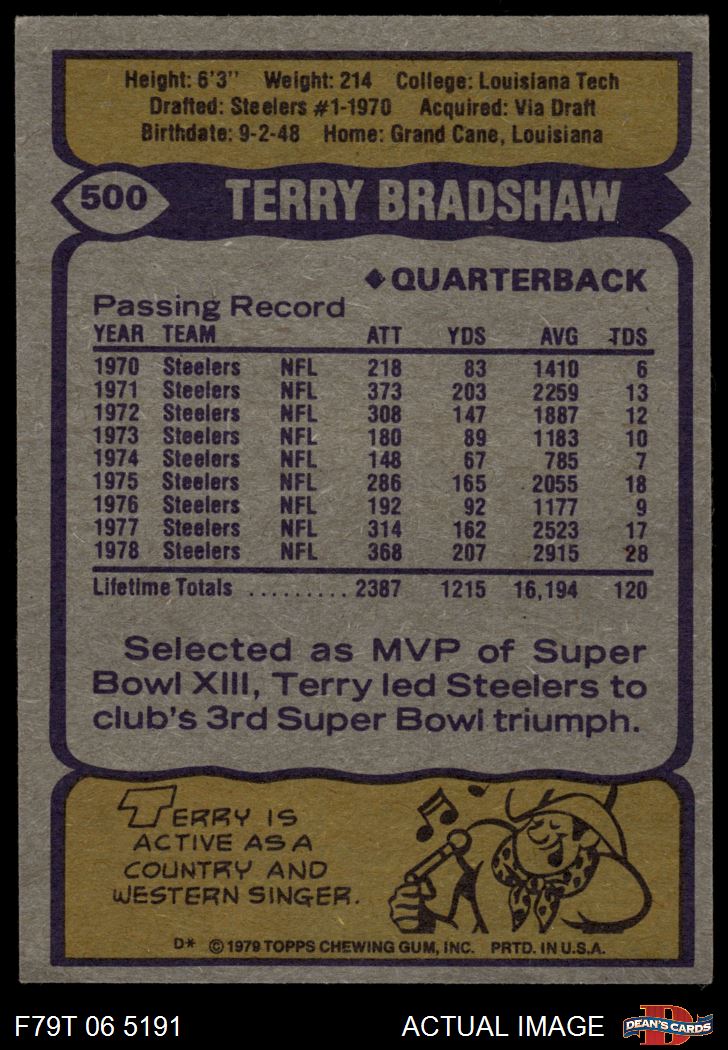 Height: 6'3'' Weight: 214 College: Louisiana Tech
Drafted: Steelers #1-1970 Acquired: Via Draft
Birthdate: 9-2-48 Home: Grand Cane, Louisiana
500 TERRY BRADSHAW
◆QUARTERBACK
Passing Record
YEAR TEAM ATT YDS AVG TDS
1970 Steelers NFL 218 83 1410 6
1971 Steelers NFL 373 203 2259 13
1972 Steelers NFL 308 147 1887 12
1973 Steelers NFL 180 89 1183 10
1974 Steelers NFL 148 67 785 7
1975 Steelers NFL 286 165 2055 18
1976 Steelers NFL 192 92 1177 9
1977 Steelers NFL 314 162 2523 17
1978 Steelers NFL 368 207 2915 28
Lifetime Totals ......... 2387 1215 16,194 120
Selected as MVP of Super
Bowl XIII, Terry led Steelers to
club's 3rd Super Bowl triumph.
TERRY IS
ACTIVE AS A
COUNTRY AND
WESTERN SINGER.
D* © 1979 TOPPS CHEWING GUM, INC. PRTD. IN U.S.A.
F79T 06 5191 ACTUAL IMAGE D DEAN'S CARDS